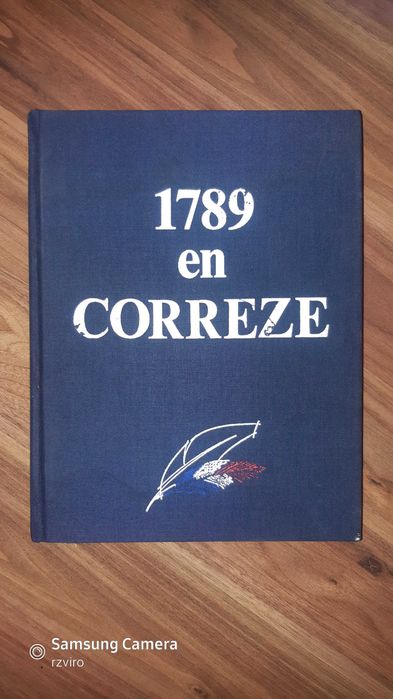 1789
en
CORREZE
Samsung Camera
rzviro